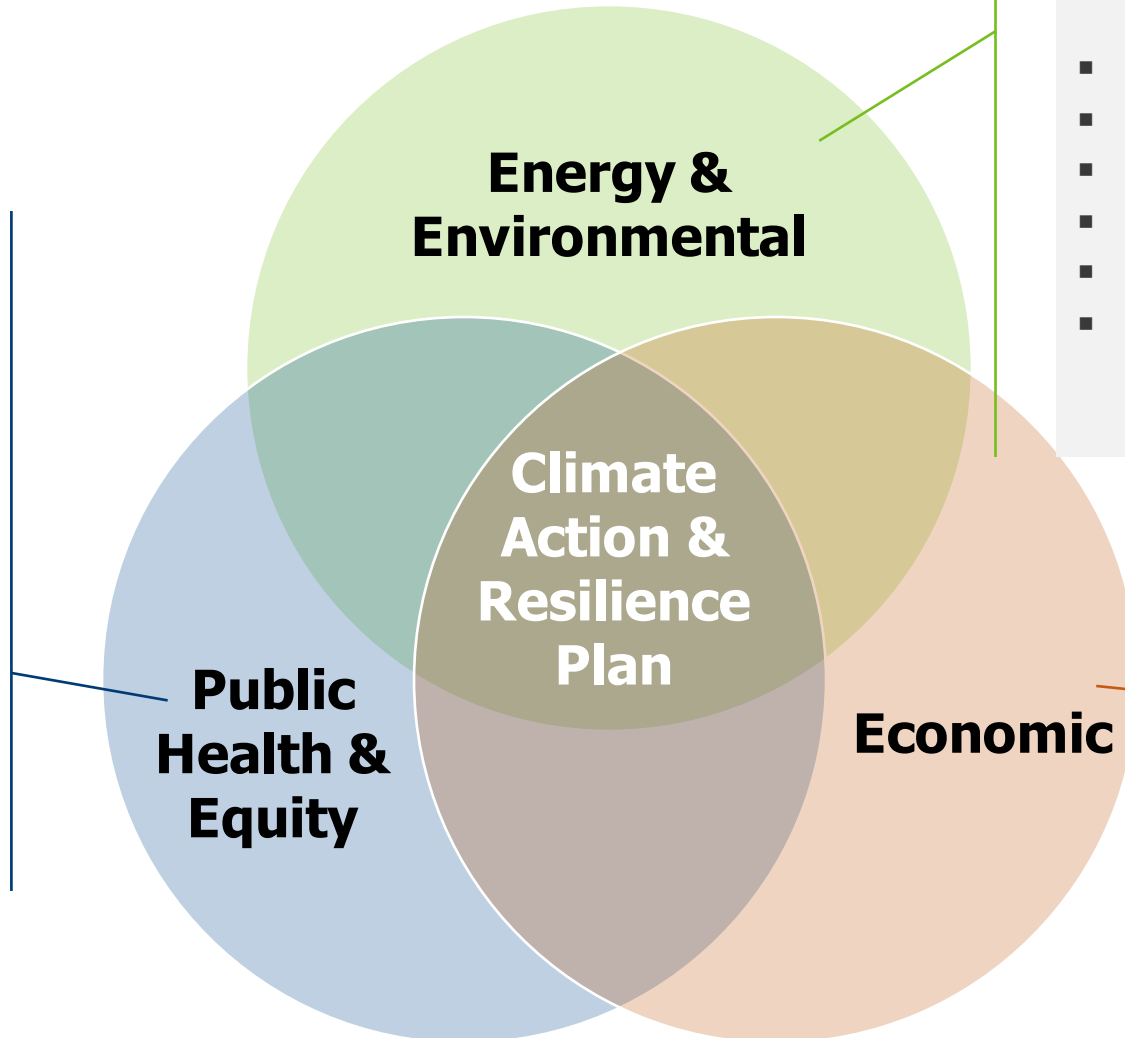 Energy &
Environmental
Climate
Action &
Resilience
Plan
Public
Health &
Equity
Economic